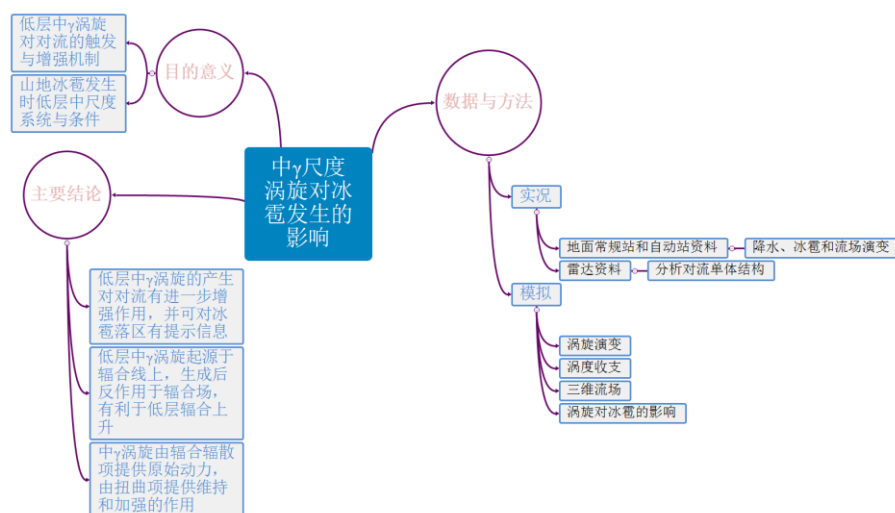 低层中γ涡旋
对对流的触发
与增强机制
山地冰雹发生
时低层中尺度
系统与条件
目的意义
中γ尺度
涡旋对冰
雹发生的
影响
主要结论
低层中γ涡旋的产生
对对流有进一步增
强作用，并可对冰
雹落区有提示信息
低层中γ涡旋起源于
辐合线上，生成后
反作用于辐合场，
有利于低层辐合上
升
中γ涡旋由辐合辐散
项提供原始动力，
由扭曲项提供维持
和加强的作用
数据与方法
实况
地面常规站和自动站资料
降水、冰雹和流场演变
雷达资料
分析对流单体结构
模拟
涡旋演变
涡度收支
三维流场
涡旋对冰雹的影响